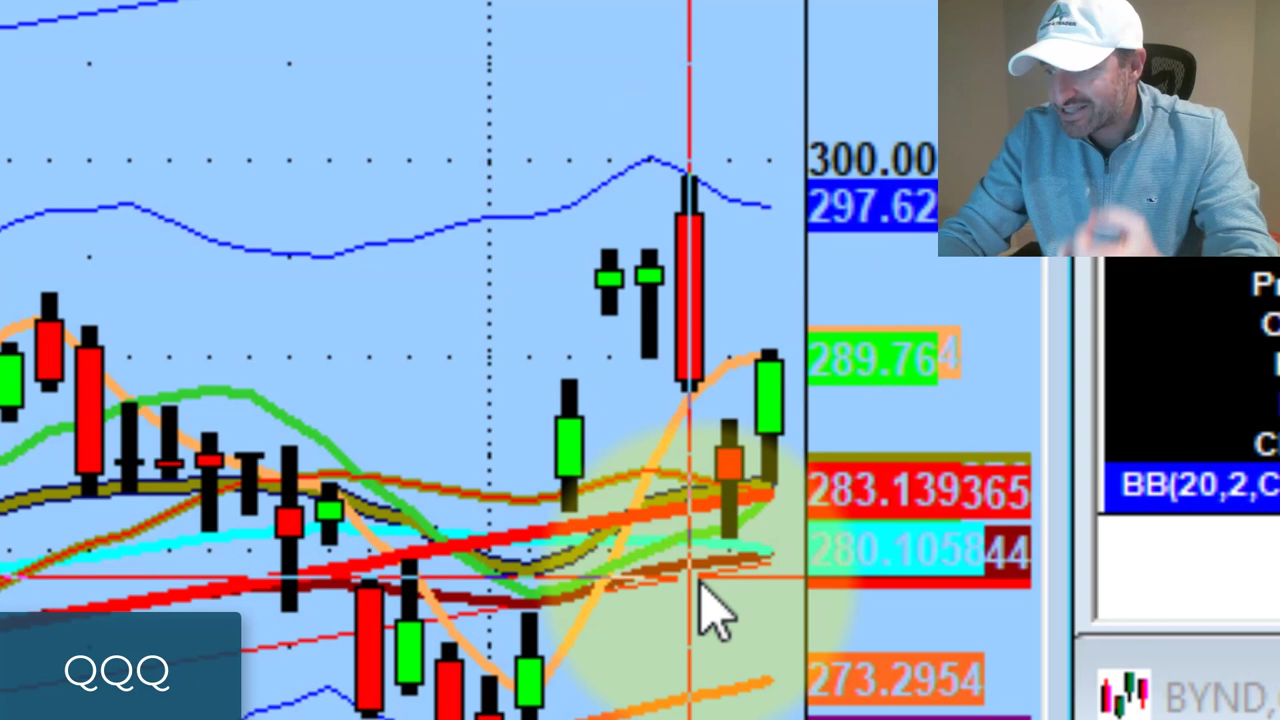 300.00
297.62
289.764
283.139365
280.105844
273.2954
QQQ
BB(20,2,C
BYND,